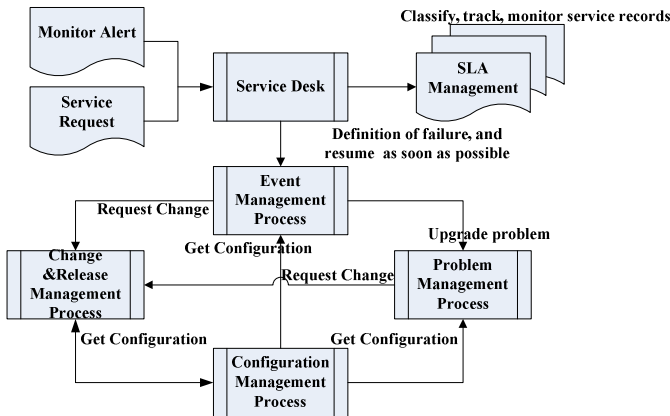 Classify, track, monitor service records
Monitor Alert
SLA
Management
Service
Request
Service Desk
Definition of failure, and
resume as soon as possible
Event
Management
Process
Request Change
Upgrade problem
Get Configuration
Change
&Release
Management
Process
Request Change
Problem
Management
Process
Get Configuration
Get Configuration
Configuration
Management
Process